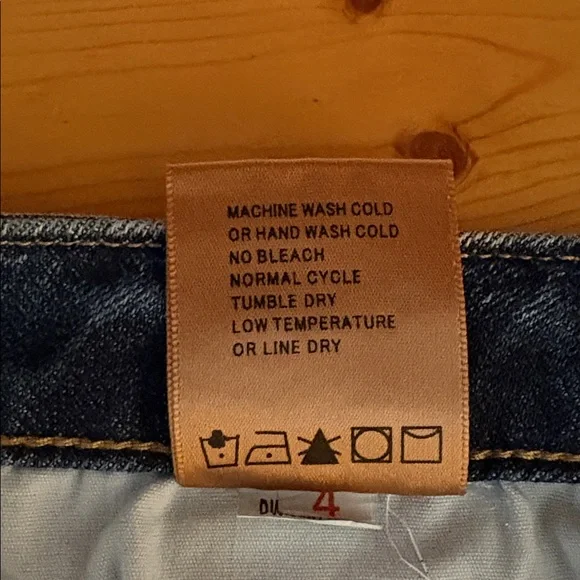 MACHINE WASH COLD
OR HAND WASH COLD
NO BLEACH
NORMAL CYCLE
TUMBLE DRY
LOW TEMPERATURE
OR LINE DRY
4